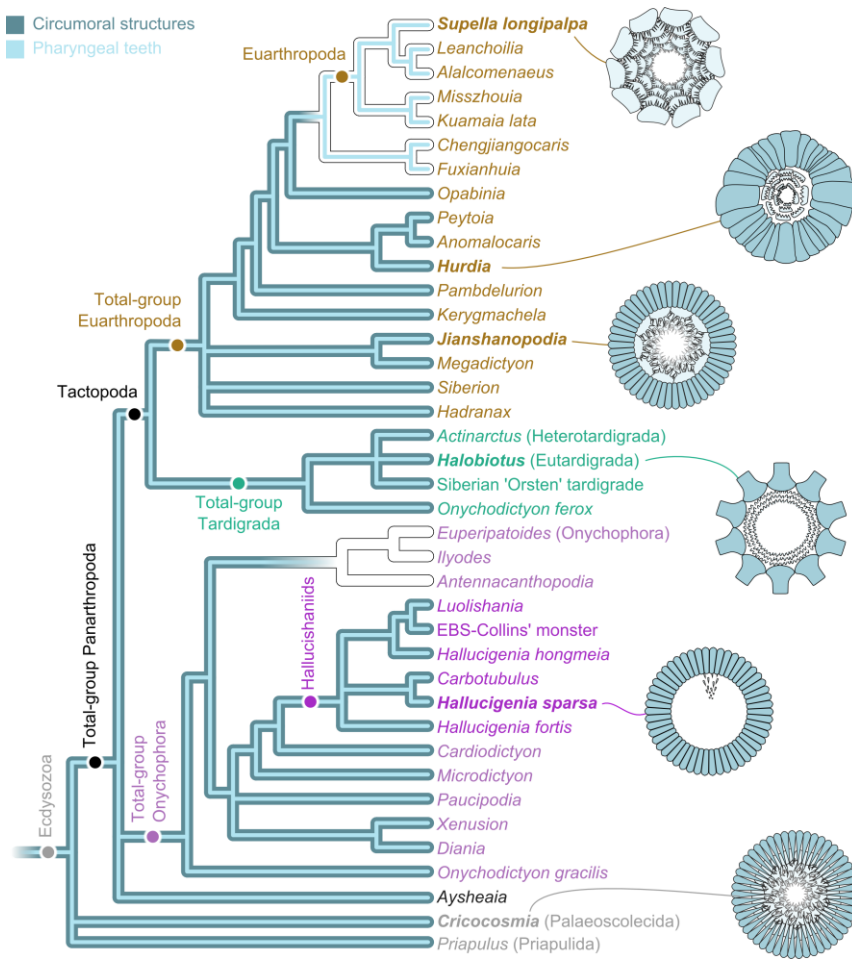 Circumoral structures
Pharyngeal teeth
Euarthropoda
Supella longipalpa
Leanchoilia
Alalcomenaeus
Misszhouia
Kuamaia lata
Chengjiangocaris
Fuxianhuia
Opabinia
Peytoia
Anomalocaris
Hurdia
Pambdelurion
Kerygmachela
Total-group
Euarthropoda
Jianshanopodia
Megadictyon
Siberion
Hadranax
Tactopoda
Actinarctus (Heterotardigrada)
Halobiotus (Eutardigrada)
Siberian 'Orsten' tardigrade
Onychodictyon ferox
Total-group
Tardigrada
Euperipatoides (Onychophora)
Ilyodes
Antennacanthopodia
Luolishania
EBS-Collins' monster
Hallucigenia hongmeia
Carbotubulus
Hallucigenia sparsa
Hallucigenia fortis
Hallucishaniids
Cardiodictyon
Microdictyon
Paucipodia
Xenusion
Diania
Onychodictyon gracilis
Total-group Panarthropoda
Total-group
Onychophora
Ecdysozoa
Aysheaia
Cricocosmia (Palaeoscolecida)
Priapulus (Priapulida)